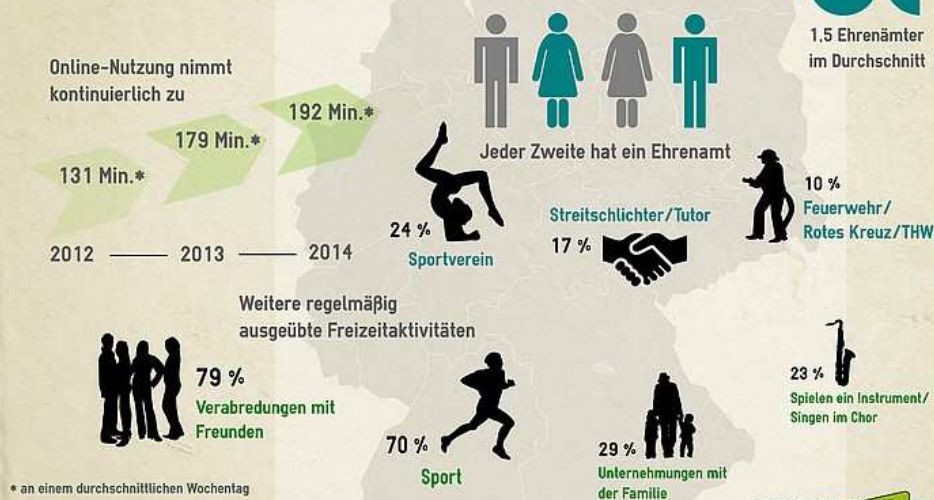 Online-Nutzung nimmt
kontinuierlich zu
131 Min.*
179 Min.*
192 Min.*
2012
2013
2014
1,5 Ehrenämter
im Durchschnitt
Jeder Zweite hat ein Ehrenamt
24 %
Sportverein
Streitschlichter/Tutor
17 %
10 %
Feuerwehr/
Rotes Kreuz/THW
Weitere regelmäßig
ausgeübte Freizeitaktivitäten
79 %
Verabredungen mit
Freunden
70 %
Sport
29 %
Unternehmungen mit
der Familie
23 %
Spielen ein Instrument/
Singen im Chor
* an einem durchschnittlichen Wochentag